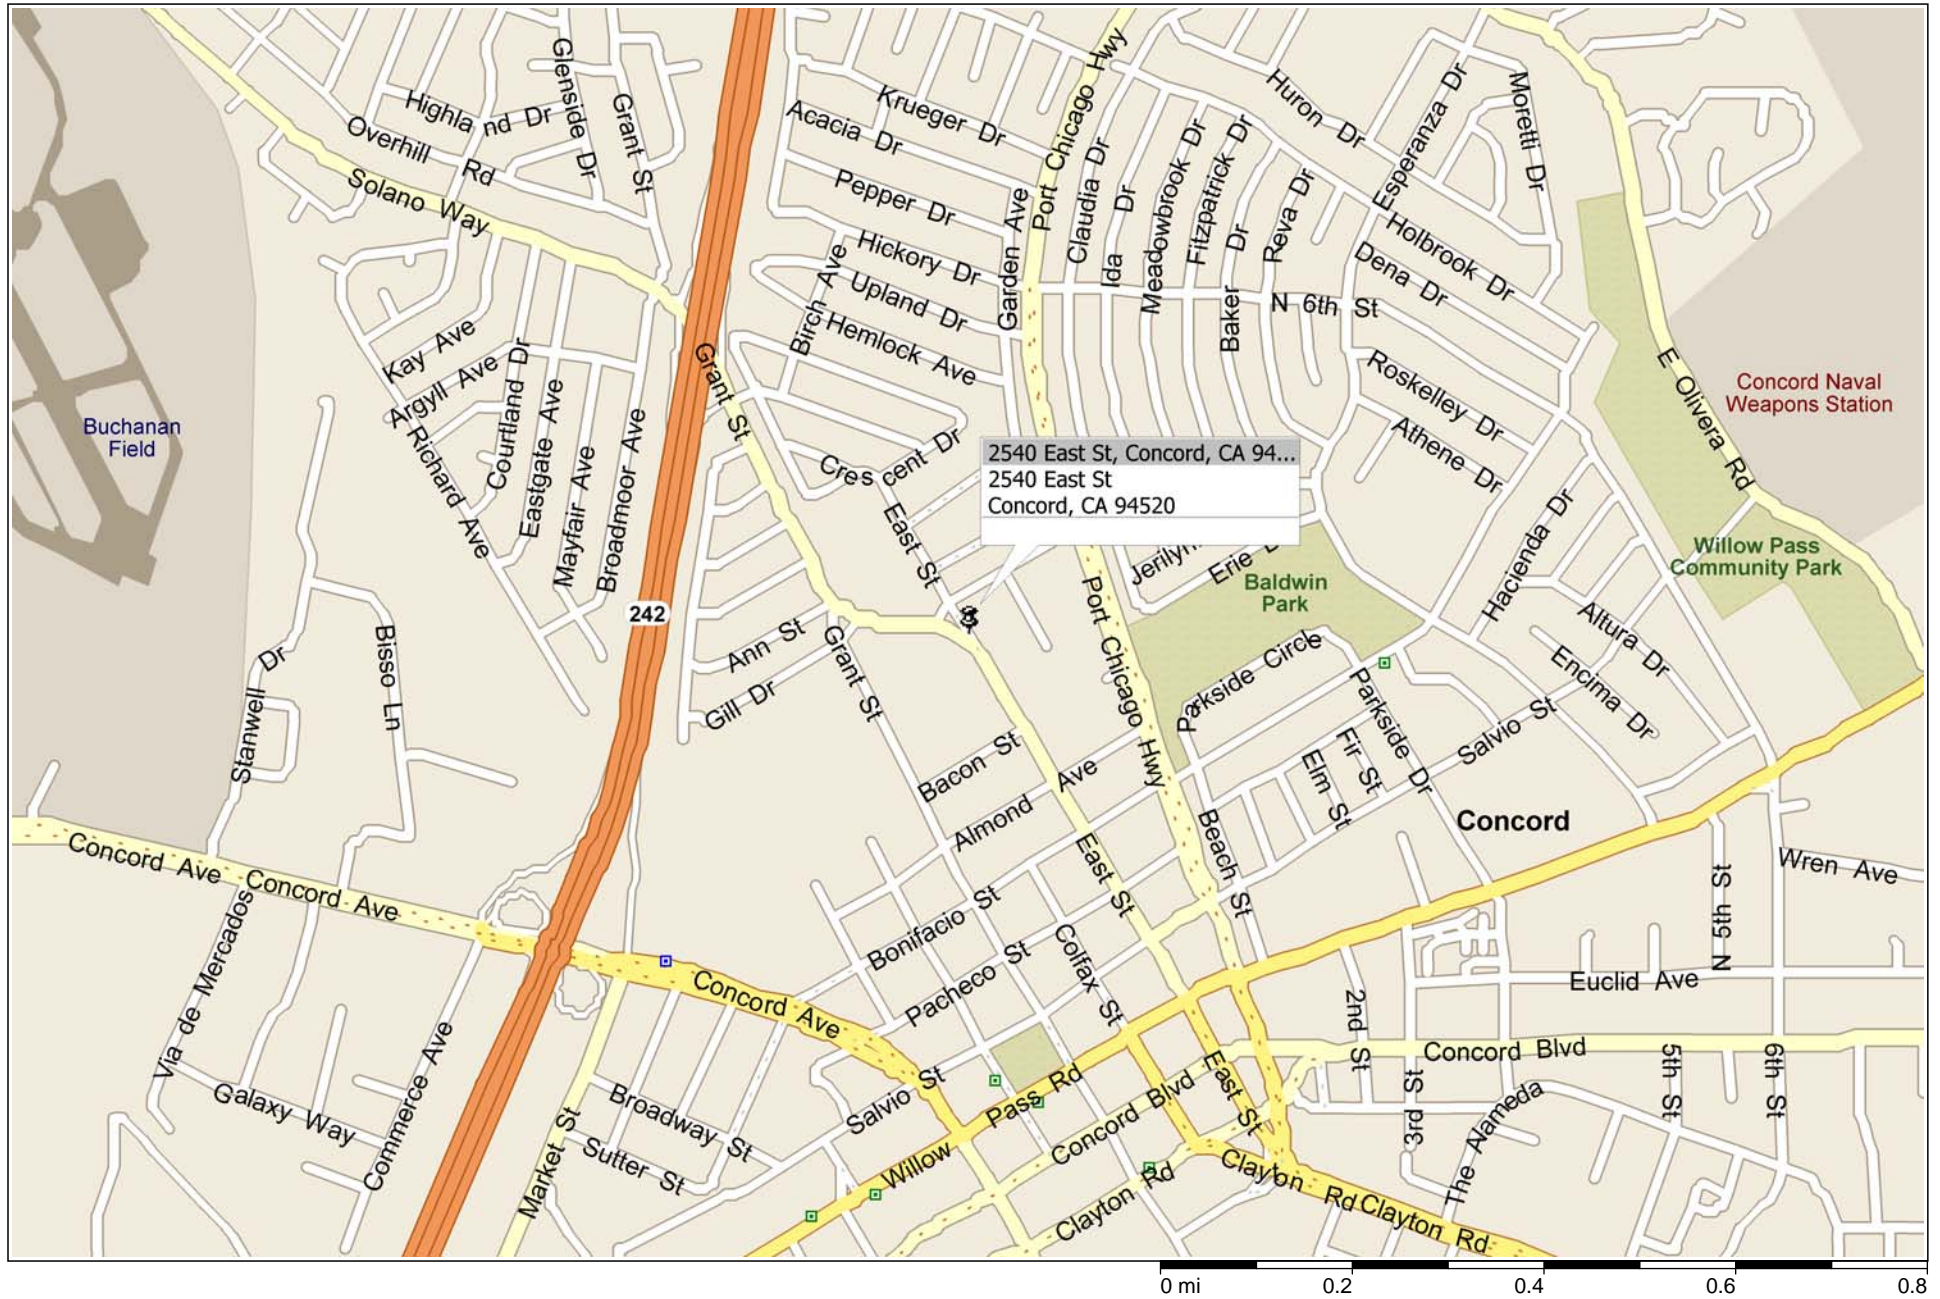 Port Chicago Hwy
Glenside Dr
Grant St
Highland Dr
Overhill Rd
Solano Way
Krueger Dr
Acacia Dr
Pepper Dr
Hickory Dr
Upland Dr
Hemlock Ave
Birch Ave
Garden Ave
Claudia Dr
Ida Dr
Meadowbrook Dr
Fitzpatrick Dr
Baker Dr
Reva Dr
Huron Dr
Esperanza Dr
Moretti Dr
Holbrook Dr
Dena Dr
N 6th St
Roskelley Dr
Athene Dr
E Olivera Rd
Concord Naval
Weapons Station
Buchanan
Field
Kay Ave
Argyll Ave
Richard Ave
Courtland Dr
Eastgate Ave
Mayfair Ave
Broadmoor Ave
Grant St
Crescent Dr
East St
2540 East St, Concord, CA 94...
2540 East St
Concord, CA 94520
Jerilyn
Erie D
Baldwin
Park
Hacienda Dr
Willow Pass
Community Park
Altura Dr
Encima Dr
242
Bisso Ln
Stanwell Dr
Ann St
Gill Dr
Grant St
Port Chicago Hwy
Parkside Circle
Parkside Dr
Salvio St
Fir St
Elm St
Bacon St
Almond Ave
East St
Beach St
Concord
Wren Ave
N 5th St
Euclid Ave
Concord Ave
Concord Ave
Via de Mercados
Galaxy Way
Commerce Ave
Market St
Concord Ave
Bonifacio St
Pacheco St
Colfax St
Broadway St
Sutter St
Salvio St
Willow Pass Rd
Concord Blvd
East St
Clayton Rd
Clayton Rd
Clayton Rd
2nd St
3rd St
Concord Blvd
The Alameda
5th St
6th St
0 mi 0.2 0.4 0.6 0.8